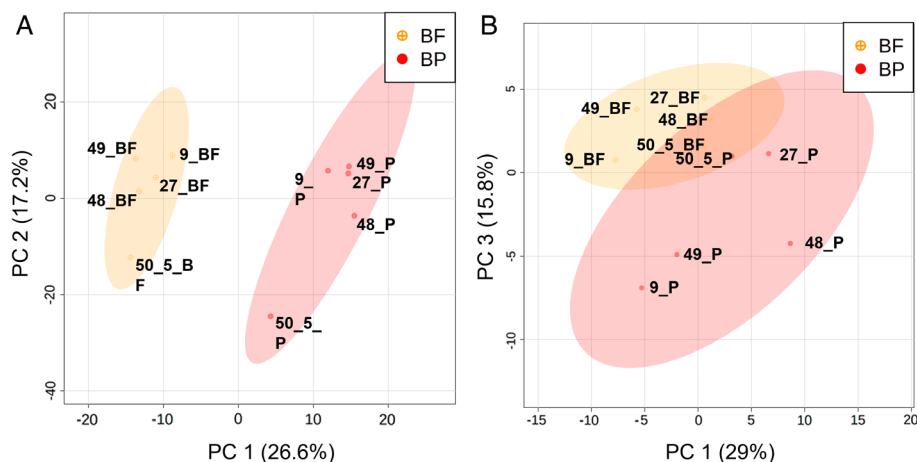 A
BF
BP
20
0
-20
-40
PC 2 (17.2%)
49_BF
9_BF
27_BF
48_BF
50_5_B
F
49_P
9_
P
27_P
48_P
50_5_
P
-20
-10
0
10
20
PC 1 (26.6%)
B
BF
BP
5
0
-5
-10
PC 3 (15.8%)
27_BF
49_BF
48_BF
50_5_BF
9_BF
50_5_P
27_P
49_P
48_P
9_P
-15
-10
-5
0
5
10
15
20
PC 1 (29%)